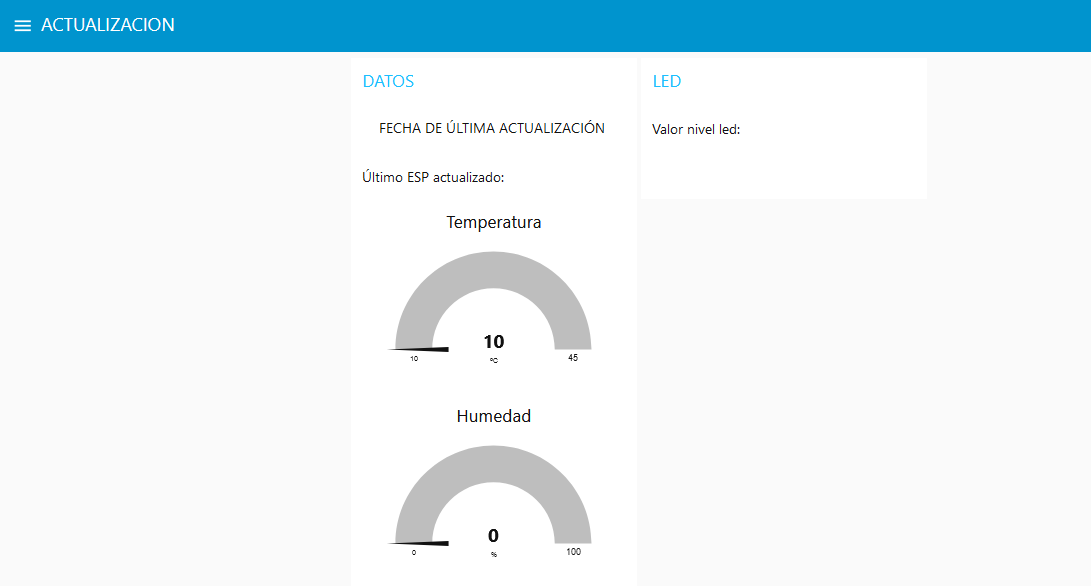 ACTUALIZACION
DATOS
FECHA DE ÚLTIMA ACTUALIZACIÓN
Último ESP actualizado:
Temperatura
10
ºC
10
45
Humedad
0
%
0
100
LED
Valor nivel led: